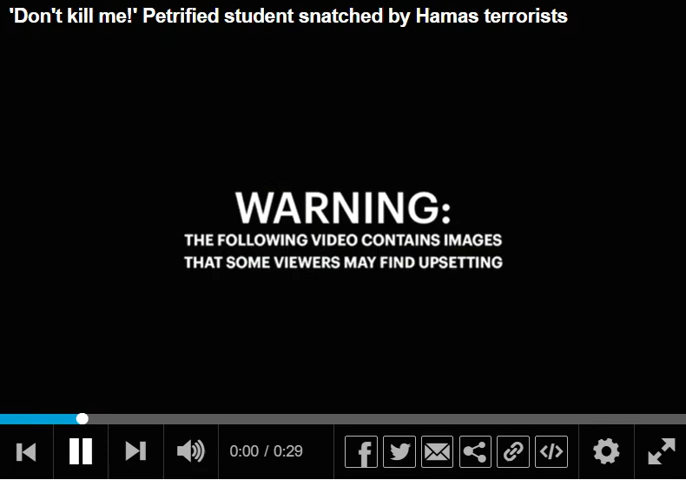 'Don't kill me!' Petrified student snatched by Hamas terrorists
WARNING:
THE FOLLOWING VIDEO CONTAINS IMAGES
THAT SOME VIEWERS MAY FIND UPSETTING
0:00 / 0:29